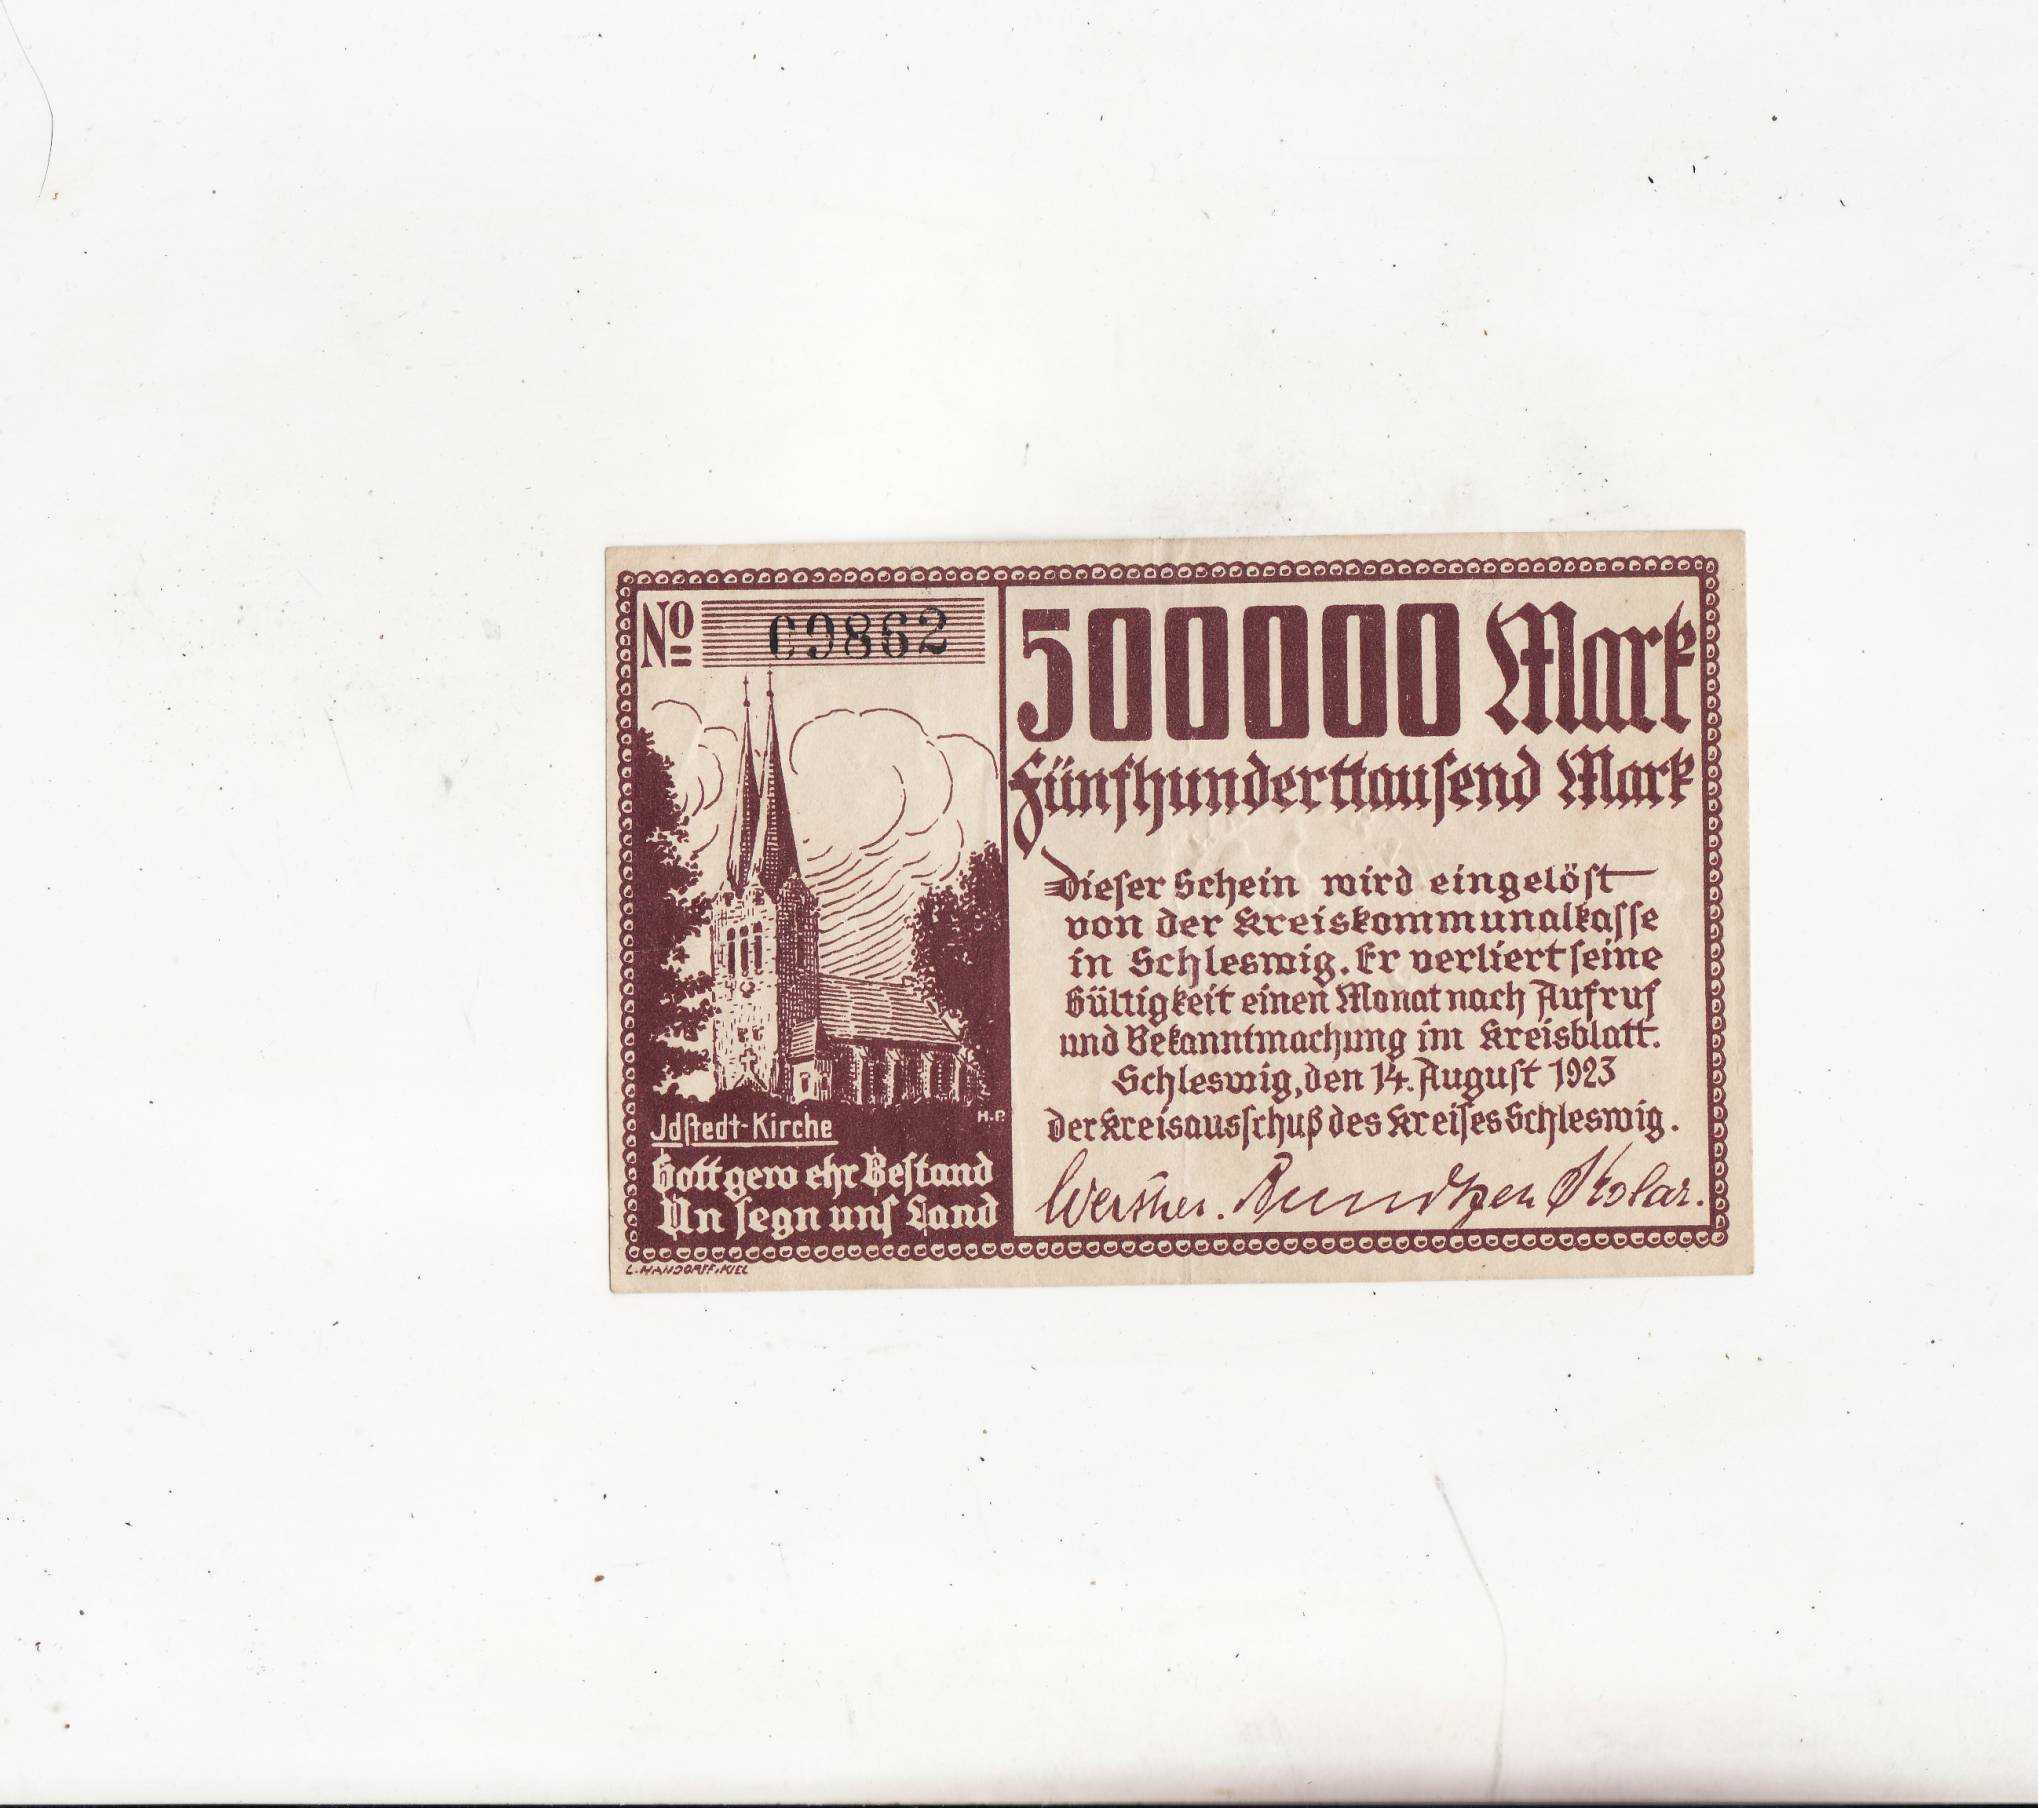 No 09862
500000 Mark
Fünfhunderttausend Mark
Dieser Schein wird eingelöst
von der Kreiskommunalkasse
in Schleswig. Er verliert seine
Gültigkeit einen Monat nach Aufruf
und Bekanntmachung im Kreisblatt.
Schleswig, den 14. August 1923
der Kreisausschuß des Kreises Schleswig.
H.P.
Jdstedt-Kirche
Gott gew ehr Bestand
Un segn uns Land
L. HANDORFF, KIEL